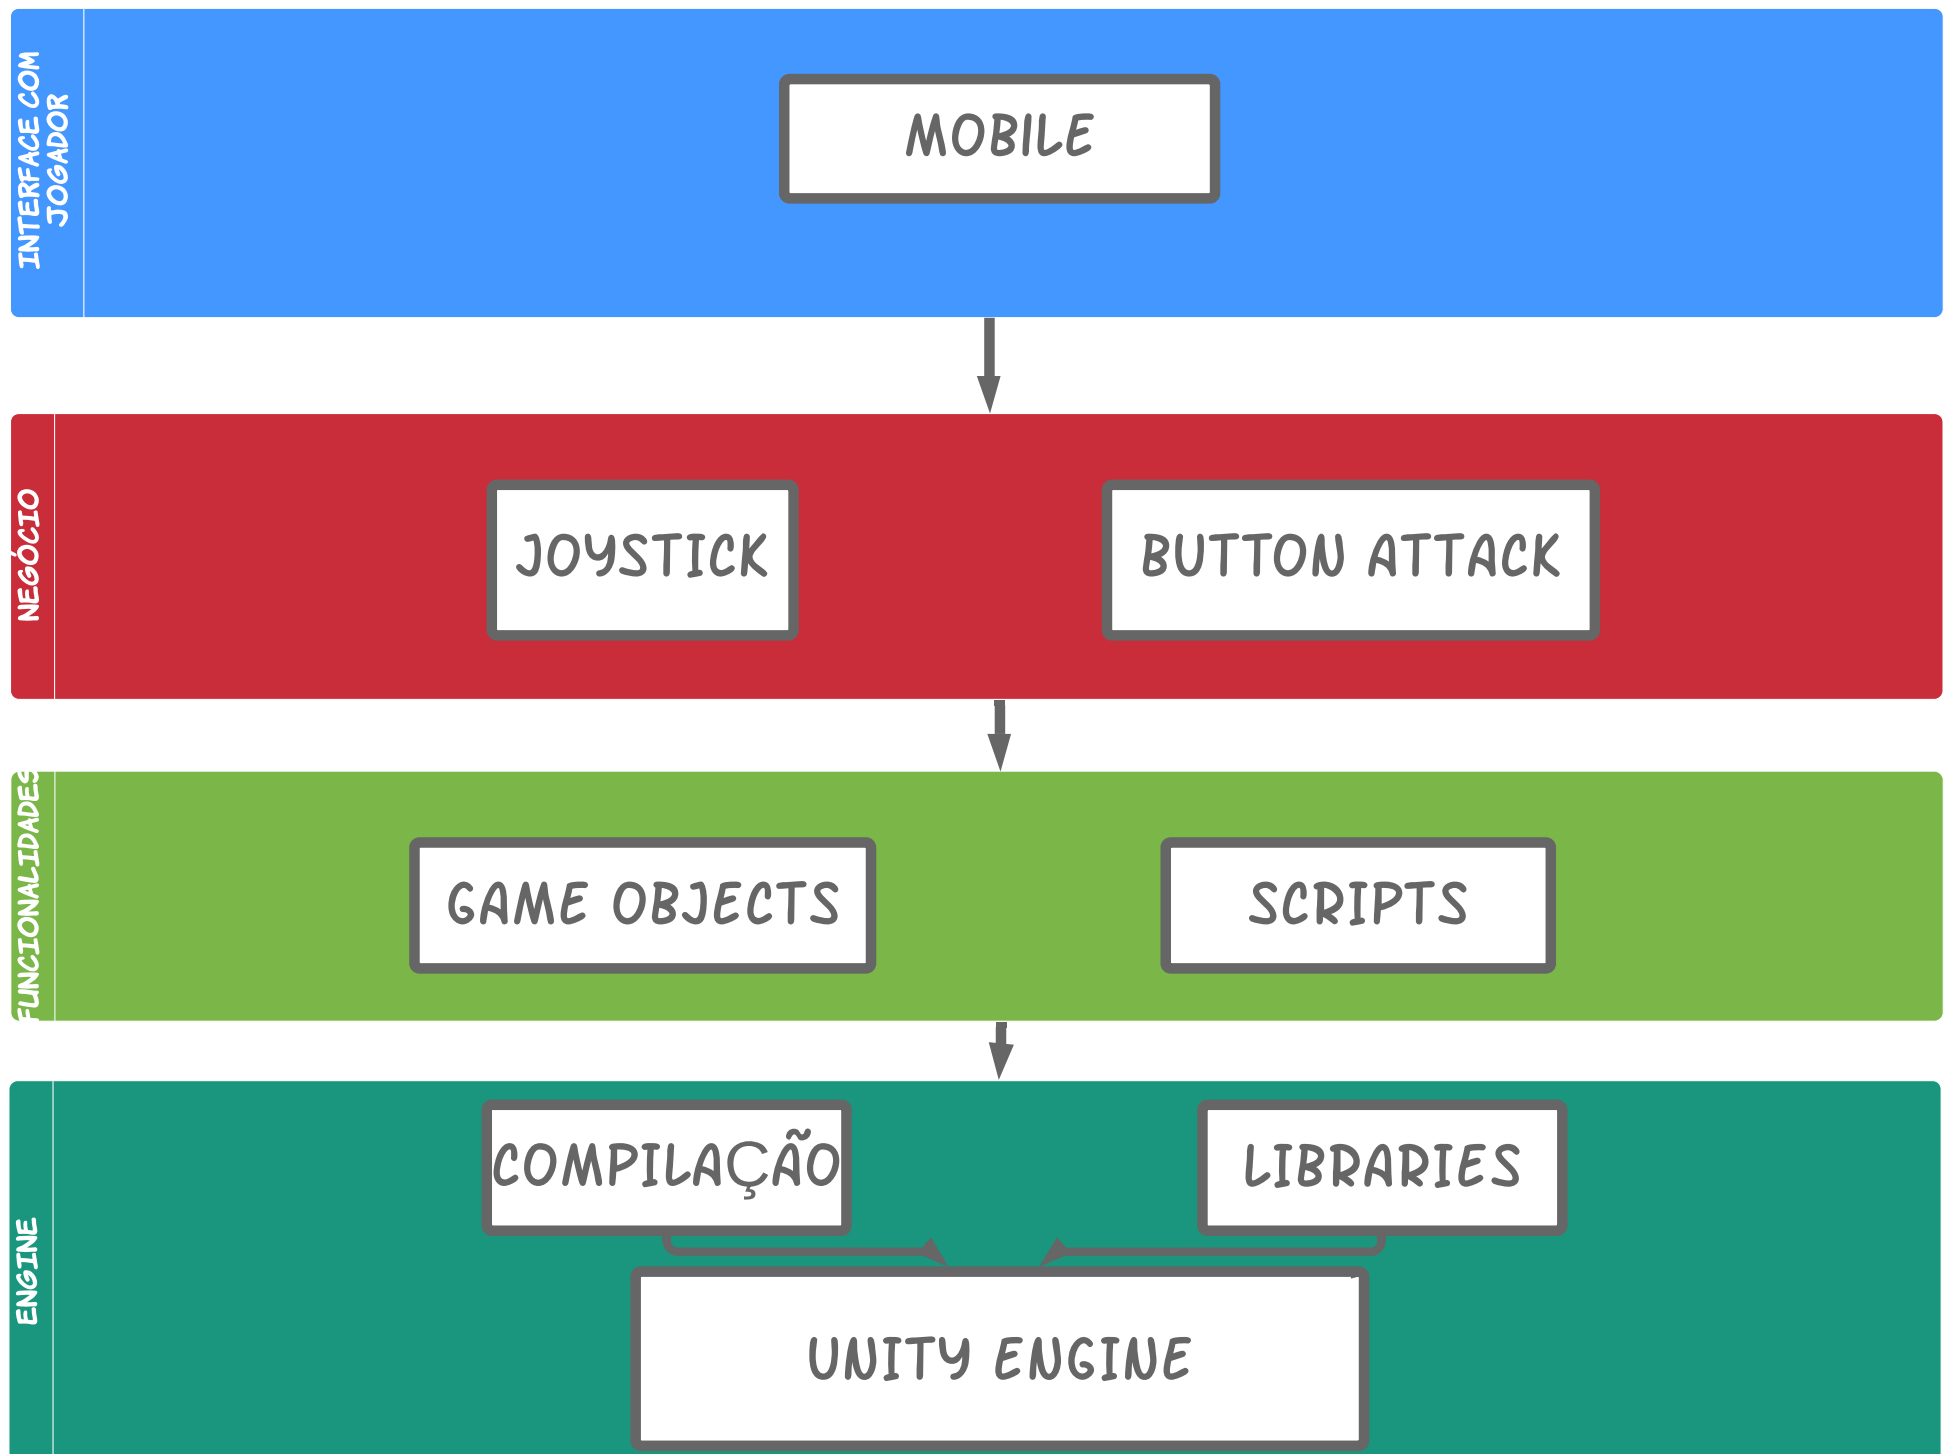 INTERFACE COM
JOGADOR
MOBILE
NEGÓCIO
JOYSTICK
BUTTON ATTACK
FUNCIONALIDADES
GAME OBJECTS
SCRIPTS
ENGINE
COMPILAÇÃO
LIBRARIES
UNITY ENGINE